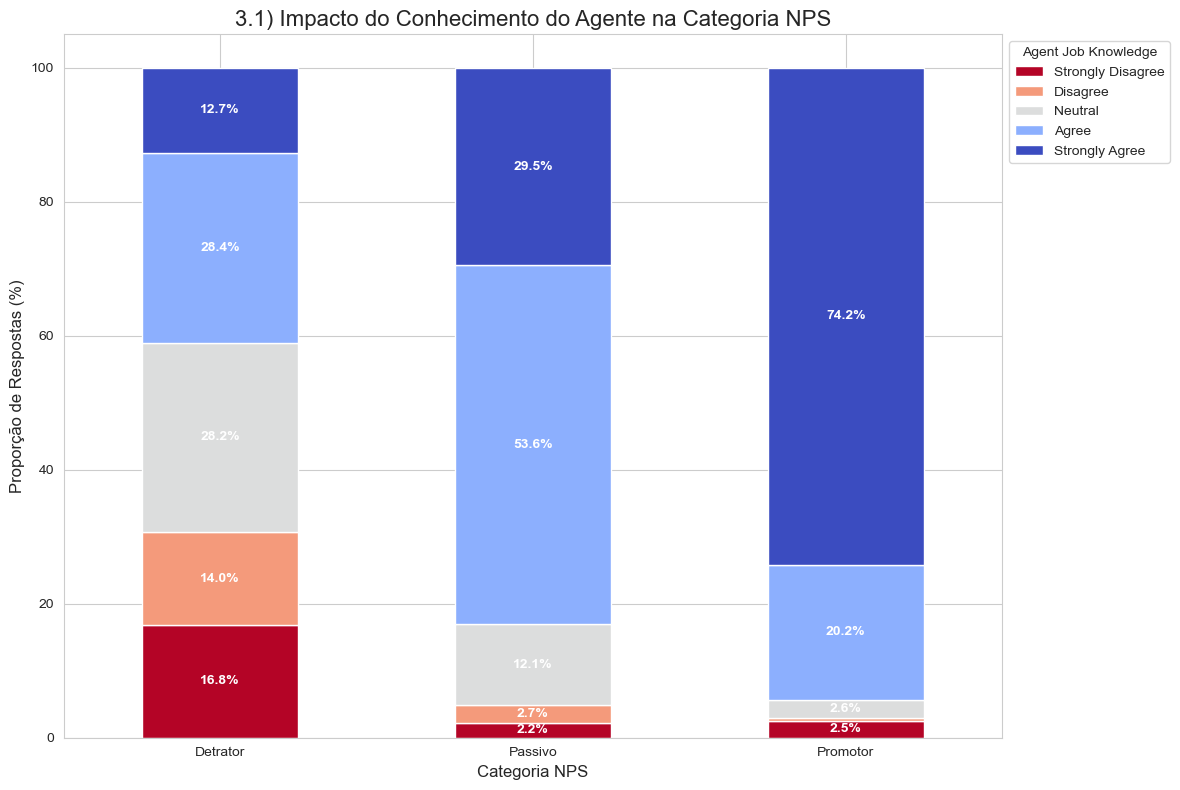 3.1) Impacto do Conhecimento do Agente na Categoria NPS
Agent Job Knowledge
Strongly Disagree
Disagree
Neutral
Agree
Strongly Agree
Proporção de Respostas (%)
100
80
60
40
20
0
12.7%
28.4%
28.2%
14.0%
16.8%
29.5%
53.6%
12.1%
2.7%
2.2%
74.2%
20.2%
2.6%
2.5%
Detrator
Passivo
Promotor
Categoria NPS